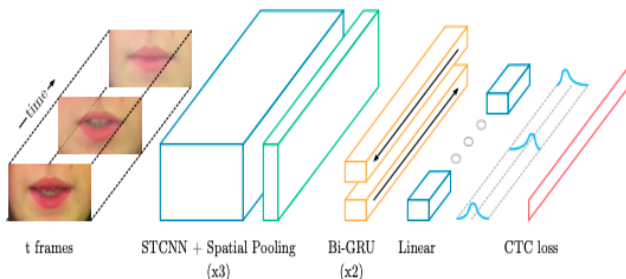 time
t frames
STCNN + Spatial Pooling
(x3)
Bi-GRU
(x2)
Linear
CTC loss